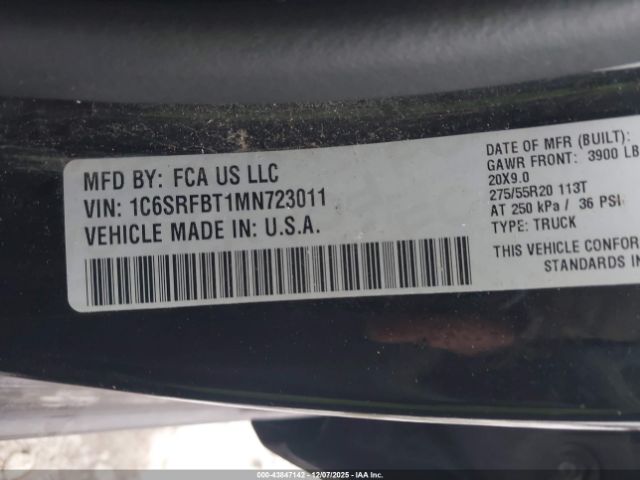 MFD BY: FCA US LLC
VIN: 1C6SRFBT1MN723011
VEHICLE MADE IN: U.S.A.
DATE OF MFR (BUILT):
GAWR FRONT: 3900 LB
20X9.0
275/55R20 113T
AT 250 kPa / 36 PSI
TYPE: TRUCK
THIS VEHICLE CONFOR
STANDARDS IN
000-43847142 - 12/07/2025 - IAAI.COM